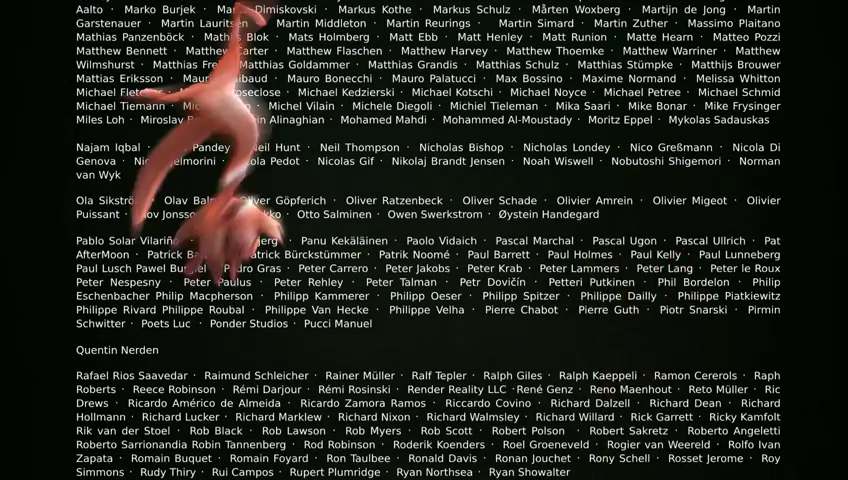 Aalto · Marko Burjek · Dimiskovski · Markus Kothe · Markus Schulz · Mårten Woxberg · Martijn de Jong · Martin
Garstenauer · Martin Lauritsen · Martin Middleton · Martin Reurings · Martin Simard · Martin Zuther · Massimo Plaitano
Mathias Panzenböck · Blok · Mats Holmberg · Matt Ebb · Matt Henley · Matt Runion · Matte Hearn · Matteo Pozzi
Matthew Bennett · Matthew Carter · Matthew Flaschen · Matthew Harvey · Matthew Thoemke · Matthew Warriner · Matthew
Wilmshurst · Matthias · Matthias Goldammer · Matthias Grandis · Matthias Schulz · Matthias Stümpke · Matthijs Brouwer
Mattias Eriksson · Mauro Bonecchi · Mauro Palatucci · Max Bossino · Maxime Normand · Melissa Whitton
Michael · Michael Kedzierski · Michael Kotschi · Michael Noyce · Michael Petree · Michael Schmid
Michael Tiemann · Michel Vilain · Michele Diegoli · Michiel Tieleman · Mika Saari · Mike Bonar · Mike Frysinger
Miles Loh · Miroslav · Alinaghian · Mohamed Mahdi · Mohammed Al-Moustady · Moritz Eppel · Mykolas Sadauskas
Najam Iqbal · Pandey · Neil Hunt · Neil Thompson · Nicholas Bishop · Nicholas Londey · Nico Greßmann · Nicola Di
Genova · Pedot · Nicolas Gif · Nikolaj Brandt Jensen · Noah Wiswell · Nobutoshi Shigemori · Norman
van Wyk
Ola · Olav · Oliver Göpferich · Oliver Ratzenbeck · Oliver Schade · Olivier Amrein · Olivier Migeot · Olivier
Puissant · Jonsson · Otto Salminen · Owen Swerkstrom · Øystein Handegard
Pablo Solar Vilariño · Panu Kekäläinen · Paolo Vidaich · Pascal Marchal · Pascal Ugon · Pascal Ullrich · Pat
AfterMoon · Patrick · Patrick Bürckstümmer · Patrik Noomé · Paul Barrett · Paul Holmes · Paul Kelly · Paul Lunneberg
Paul Lusch Pawel · Pedro Gras · Peter Carrero · Peter Jakobs · Peter Krab · Peter Lammers · Peter Lang · Peter le Roux
Peter Nespesny · Peter Paulus · Peter Rehley · Peter Talman · Petr Dovičín · Petteri Putkinen · Phil Bordelon · Philip
Eschenbacher Philip Macpherson · Philipp Kammerer · Philipp Oeser · Philipp Spitzer · Philippe Dailly · Philippe Piatkiewitz
Philippe Rivard Philippe Roubal · Philippe Van Hecke · Philippe Velha · Pierre Chabot · Pierre Guth · Piotr Snarski · Pirmin
Schwitter · Poets Luc · Ponder Studios · Pucci Manuel
Quentin Nerden
Rafael Rios Saavedar · Raimund Schleicher · Rainer Müller · Ralf Tepler · Ralph Giles · Ralph Kaeppeli · Ramon Cererols · Raph
Roberts · Reece Robinson · Rémi Darjour · Rémi Rosinski · Render Reality LLC ·René Genz · Reno Maenhout · Reto Müller · Ric
Drews · Ricardo Américo de Almeida · Ricardo Zamora Ramos · Riccardo Covino · Richard Dalzell · Richard Dean · Richard
Hollmann · Richard Lucker · Richard Marklew · Richard Nixon · Richard Walmsley · Richard Willard · Rick Garrett · Ricky Kamfolt
Rik van der Stoel · Rob Black · Rob Lawson · Rob Myers · Rob Scott · Robert Polson · Robert Sakretz · Roberto Angeletti
Roberto Sarrionandia Robin Tannenberg · Rod Robinson · Roderik Koenders · Roel Groeneveld · Rogier van Weereld · Rolfo Ivan
Zapata · Romain Buquet · Romain Foyard · Ron Taulbee · Ronald Davis · Ronan Jouchet · Rony Schell · Rosset Jerome · Roy
Simmons · Rudy Thiry · Rui Campos · Rupert Plumridge · Ryan Northsea · Ryan Showalter